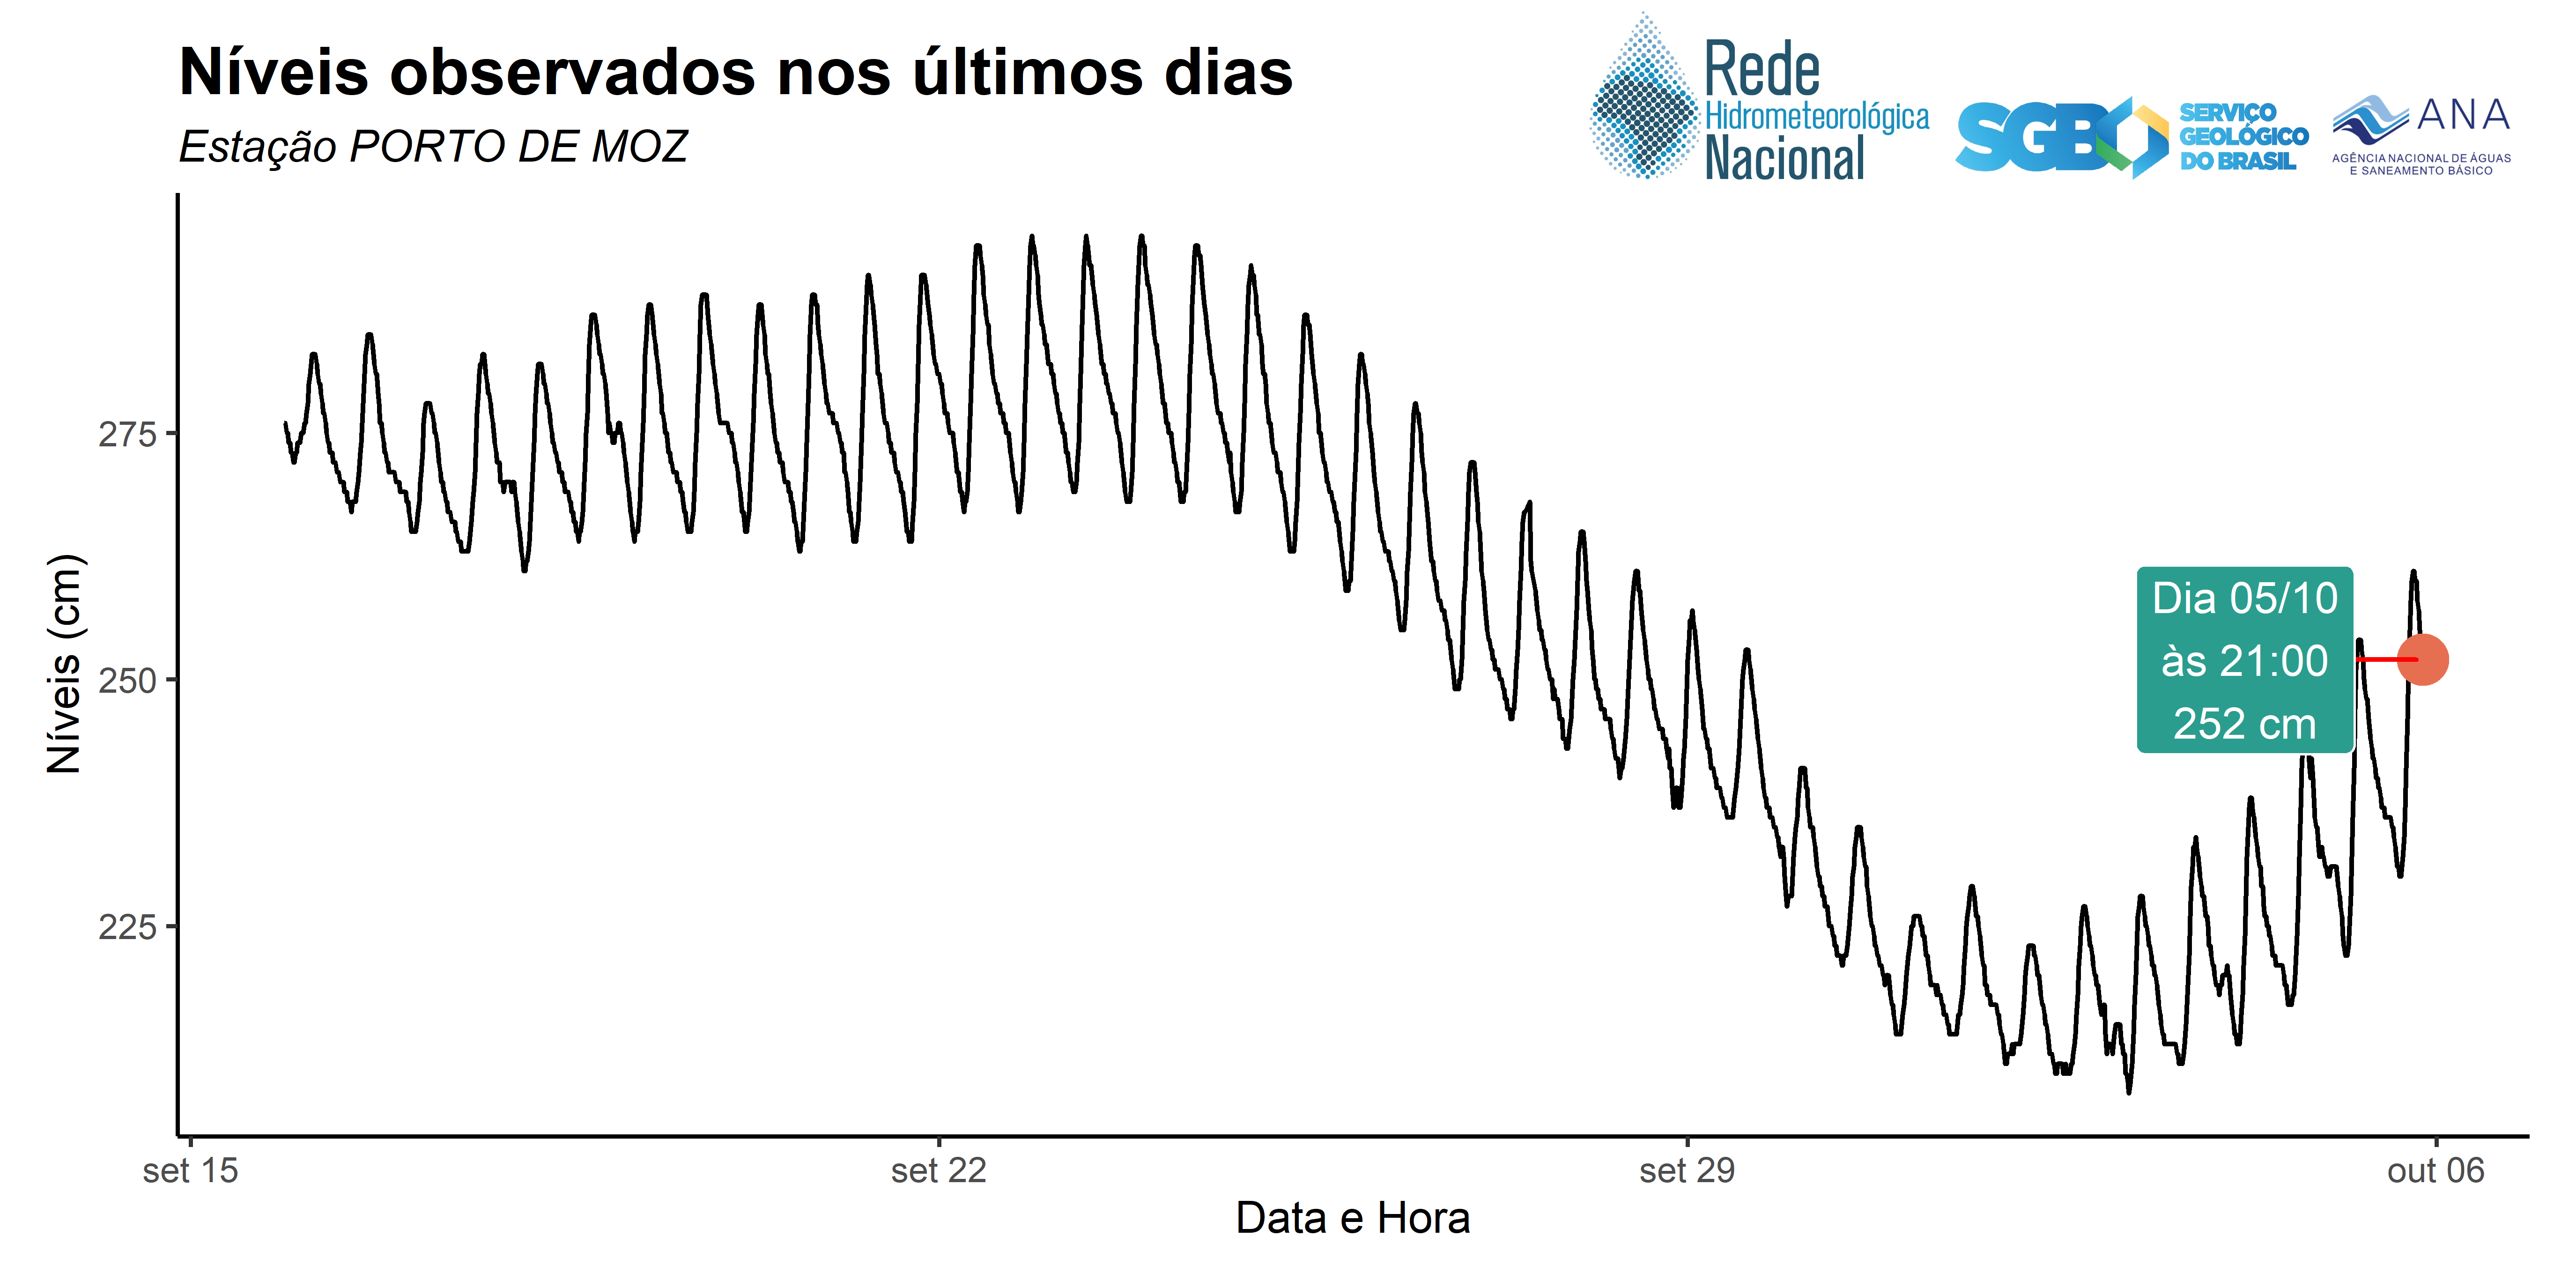 Níveis observados nos últimos dias
Estação PORTO DE MOZ
Rede
Hidrometeorológica
Nacional
SGB
SERVIÇO
GEOLÓGICO
DO BRASIL
ANA
AGÊNCIA NACIONAL DE ÁGUAS
E SANEAMENTO BÁSICO
Níveis (cm)
275
250
225
Dia 05/10
às 21:00
252 cm
set 15
set 22
set 29
out 06
Data e Hora